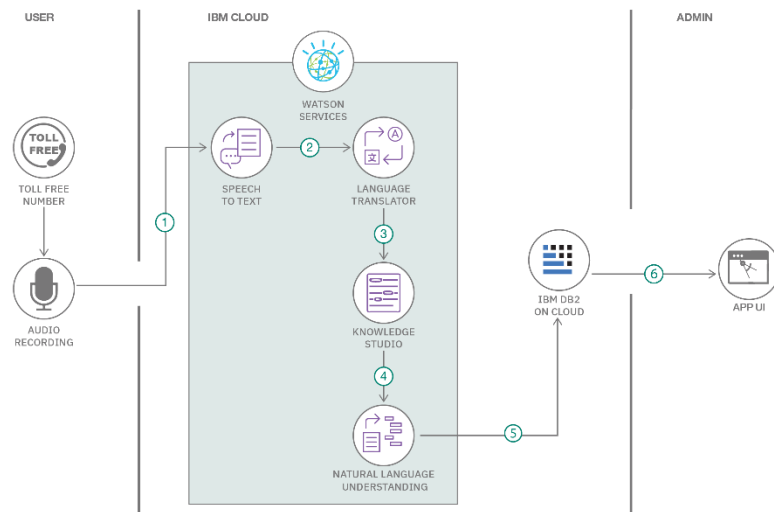 USER
IBM CLOUD
ADMIN
WATSON
SERVICES
TOLL
FREE
TOLL FREE
NUMBER
SPEECH
TO TEXT
2
A
文
LANGUAGE
TRANSLATOR
1
3
AUDIO
RECORDING
KNOWLEDGE
STUDIO
IBM DB2
ON CLOUD
6
APP UI
4
5
NATURAL LANGUAGE
UNDERSTANDING